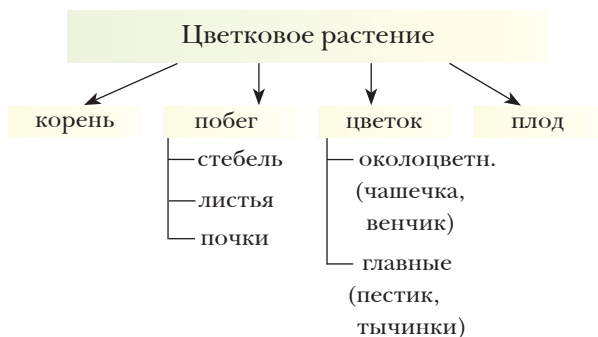 Цветковое растение
корень
побег
цветок
плод
стебель
листья
почки
околоцветн.
(чашечка,
венчик)
главные
(пестик,
тычинки)